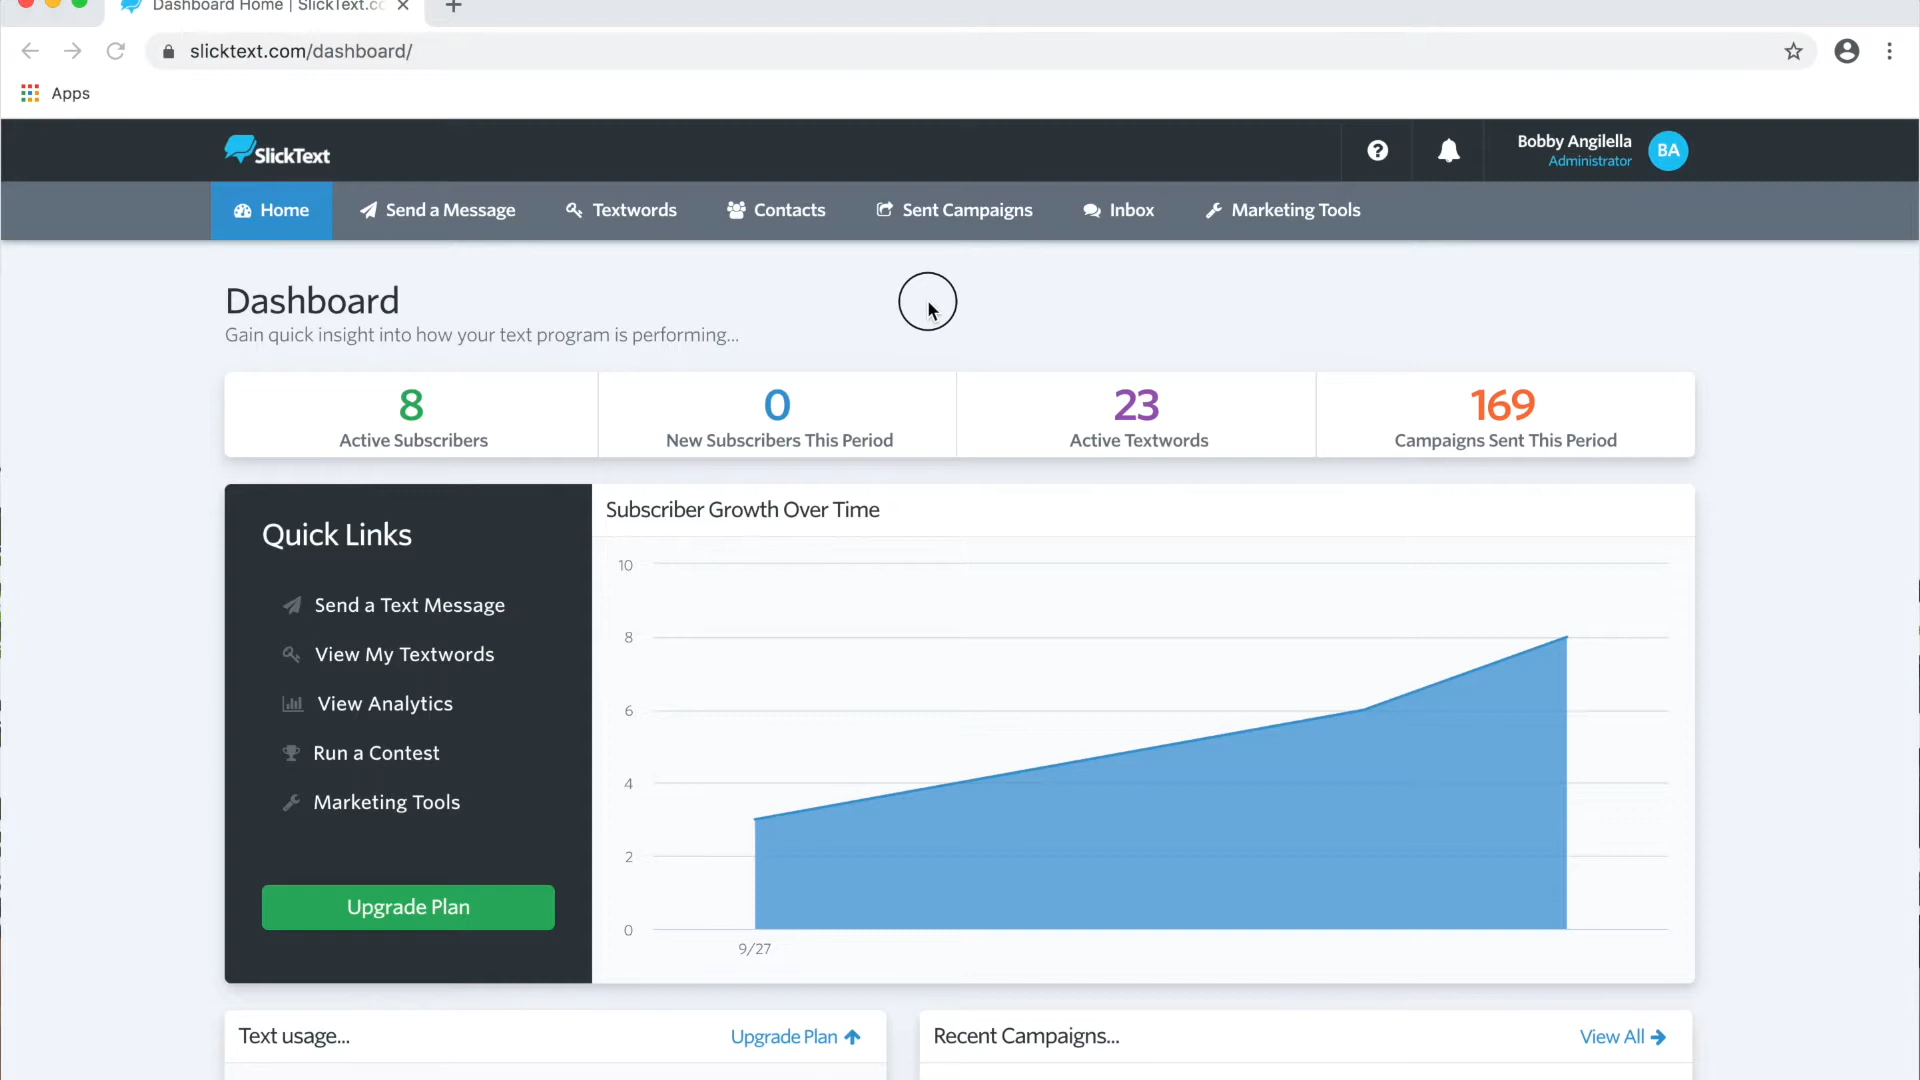 Dashboard Home | SlickText.co
slicktext.com/dashboard/
Apps
SlickText
Bobby Angilella
Administrator
BA
Home
Send a Message
Textwords
Contacts
Sent Campaigns
Inbox
Marketing Tools
Dashboard
Gain quick insight into how your text program is performing...
8
Active Subscribers
0
New Subscribers This Period
23
Active Textwords
169
Campaigns Sent This Period
Quick Links
Send a Text Message
View My Textwords
View Analytics
Run a Contest
Marketing Tools
Upgrade Plan
Subscriber Growth Over Time
10
8
6
4
2
0
9/27
Text usage...
Upgrade Plan
Recent Campaigns...
View All